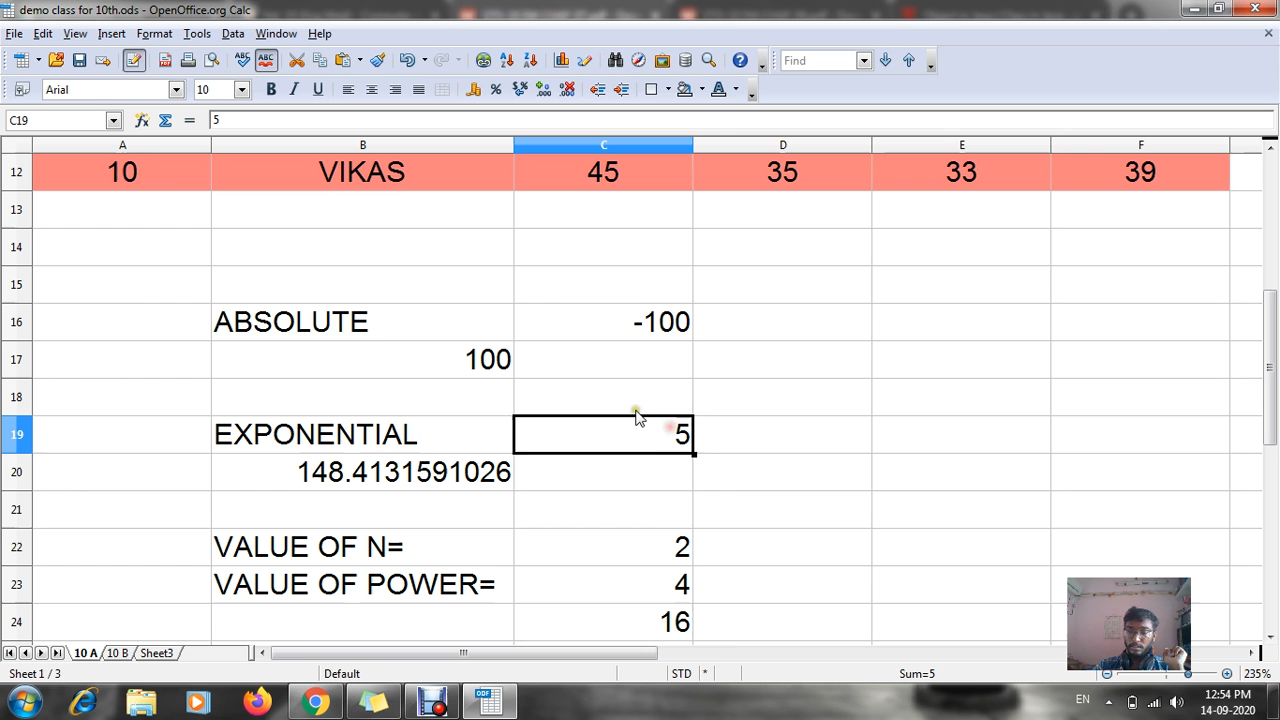 demo class for 10th.ods - OpenOffice.org Calc
File Edit View Insert Format Tools Data Window Help
Find
Arial 10
C19 5
A B C D E F
12 10 VIKAS 45 35 33 39
13
14
15
16 ABSOLUTE -100
17 100
18
19 EXPONENTIAL 5
20 148.4131591026
21
22 VALUE OF N= 2
23 VALUE OF POWER= 4
24 16
10 A 10 B Sheet3
Sheet 1 / 3 Default STD * Sum=5 235%
EN 12:54 PM
14-09-2020